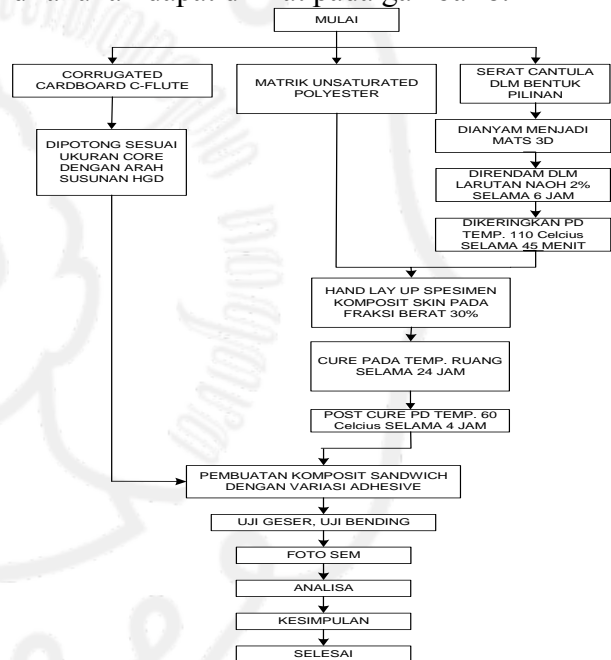 MULAI
CORRUGATED
CARDBOARD C-FLUTE
MATRIK UNSATURATED
POLYESTER
SERAT CANTULA
DLM BENTUK
PILINAN
DIPOTONG SESUAI
UKURAN CORE
DENGAN ARAH
SUSUNAN HGD
DIANYAM MENJADI
MATS 3D
DIRENDAM DLM
LARUTAN NAOH 2%
SELAMA 6 JAM
DIKERINGKAN PD
TEMP. 110 Celcius
SELAMA 45 MENIT
HAND LAY UP SPESIMEN
KOMPOSIT SKIN PADA
FRAKSI BERAT 30%
CURE PADA TEMP. RUANG
SELAMA 24 JAM
POST CURE PD TEMP. 60
Celcius SELAMA 4 JAM
PEMBUATAN KOMPOSIT SANDWICH
DENGAN VARIASI ADHESIVE
UJI GESER, UJI BENDING
FOTO SEM
ANALISA
KESIMPULAN
SELESAI